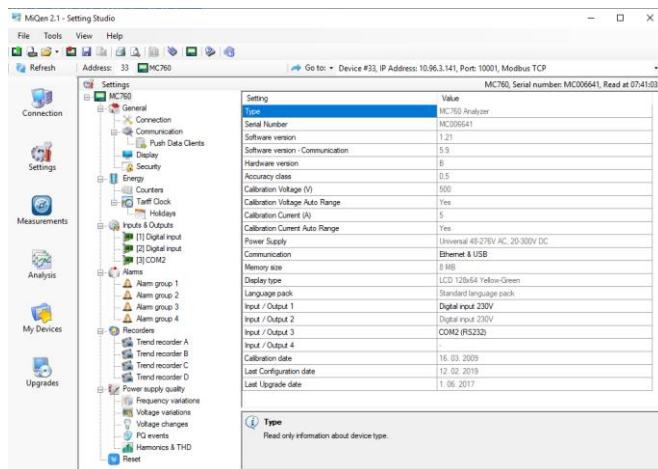 MiQen 2.1 - Setting Studio
File Tools View Help
Refresh Address: 33 MC760 Go to: Device #33, IP Address: 10.96.3.141, Port: 10001, Modbus TCP
Settings MC760, Serial number: MC006641, Read at 07:41:03
Connection
Settings
Measurements
Analysis
My Devices
Upgrades
MC760
General
Connection
Communication
Push Data Clients
Display
Security
Energy
Counters
Tariff Clock
Holidays
Inputs & Outputs
[1] Digital input
[2] Digital input
[3] COM2
Alarms
Alarm group 1
Alarm group 2
Alarm group 3
Alarm group 4
Recorders
Trend recorder A
Trend recorder B
Trend recorder C
Trend recorder D
Power supply quality
Frequency variations
Voltage variations
Voltage changes
PQ events
Harmonics & THD
Reset
Setting Value
Type MC760 Analyzer
Serial Number MC006641
Software version 1.21
Software version - Communication 5.9
Hardware version B
Accuracy class 0.5
Calibration Voltage (V) 500
Calibration Voltage Auto Range Yes
Calibration Current (A) 5
Calibration Current Auto Range Yes
Power Supply Universal 48-276V AC, 20-300V DC
Communication Ethernet & USB
Memory size 8 MB
Display type LCD 128x64 Yellow-Green
Language pack Standard language pack
Input / Output 1 Digital input 230V
Input / Output 2 Digital input 230V
Input / Output 3 COM2 (RS232)
Input / Output 4 -
Calibration date 16. 03. 2009
Last Configuration date 12. 02. 2019
Last Upgrade date 1. 06. 2017
Type
Read only information about device type.